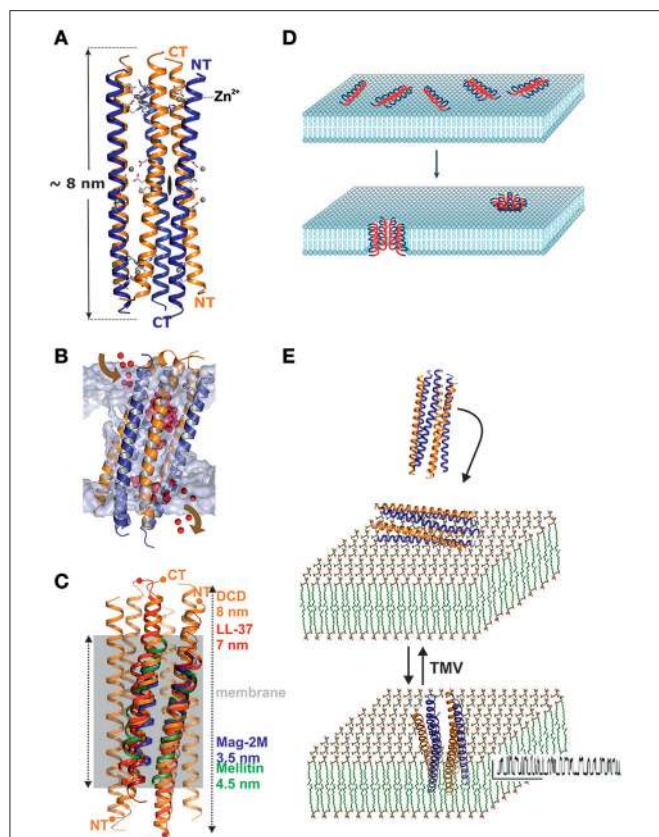 A
CT
NT
Zn²⁺
~ 8 nm
NT
CT
D
B
C
CT
NT
DCD
8 nm
LL-37
7 nm
membrane
Mag-2M
3,5 nm
Mellitin
4.5 nm
NT
E
TMV